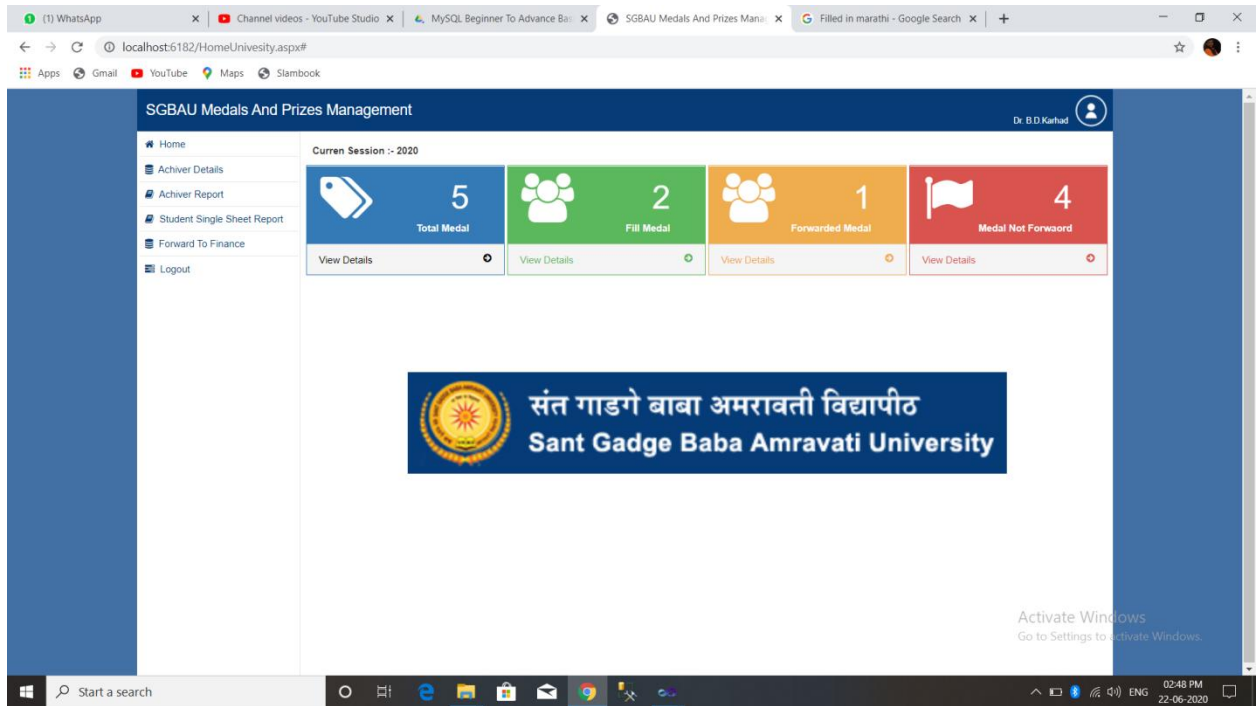 (1) WhatsApp
Channel videos - YouTube Studio
MySQL Beginner To Advance Bas
SGBAU Medals And Prizes Manag
Filled in marathi - Google Search
localhost:6182/HomeUnivesity.aspx#
Apps Gmail YouTube Maps Slambook
SGBAU Medals And Prizes Management
Dr. B.D.Karhad
Home
Achiver Details
Achiver Report
Student Single Sheet Report
Forward To Finance
Logout
Curren Session :- 2020
5
Total Medal
View Details
2
Fill Medal
View Details
1
Forwarded Medal
View Details
4
Medal Not Forwaord
View Details
संत गाडगे बाबा अमरावती विद्यापीठ
Sant Gadge Baba Amravati University
Activate Windows
Go to Settings to activate Windows.
Start a search
ENG
02:48 PM
22-06-2020